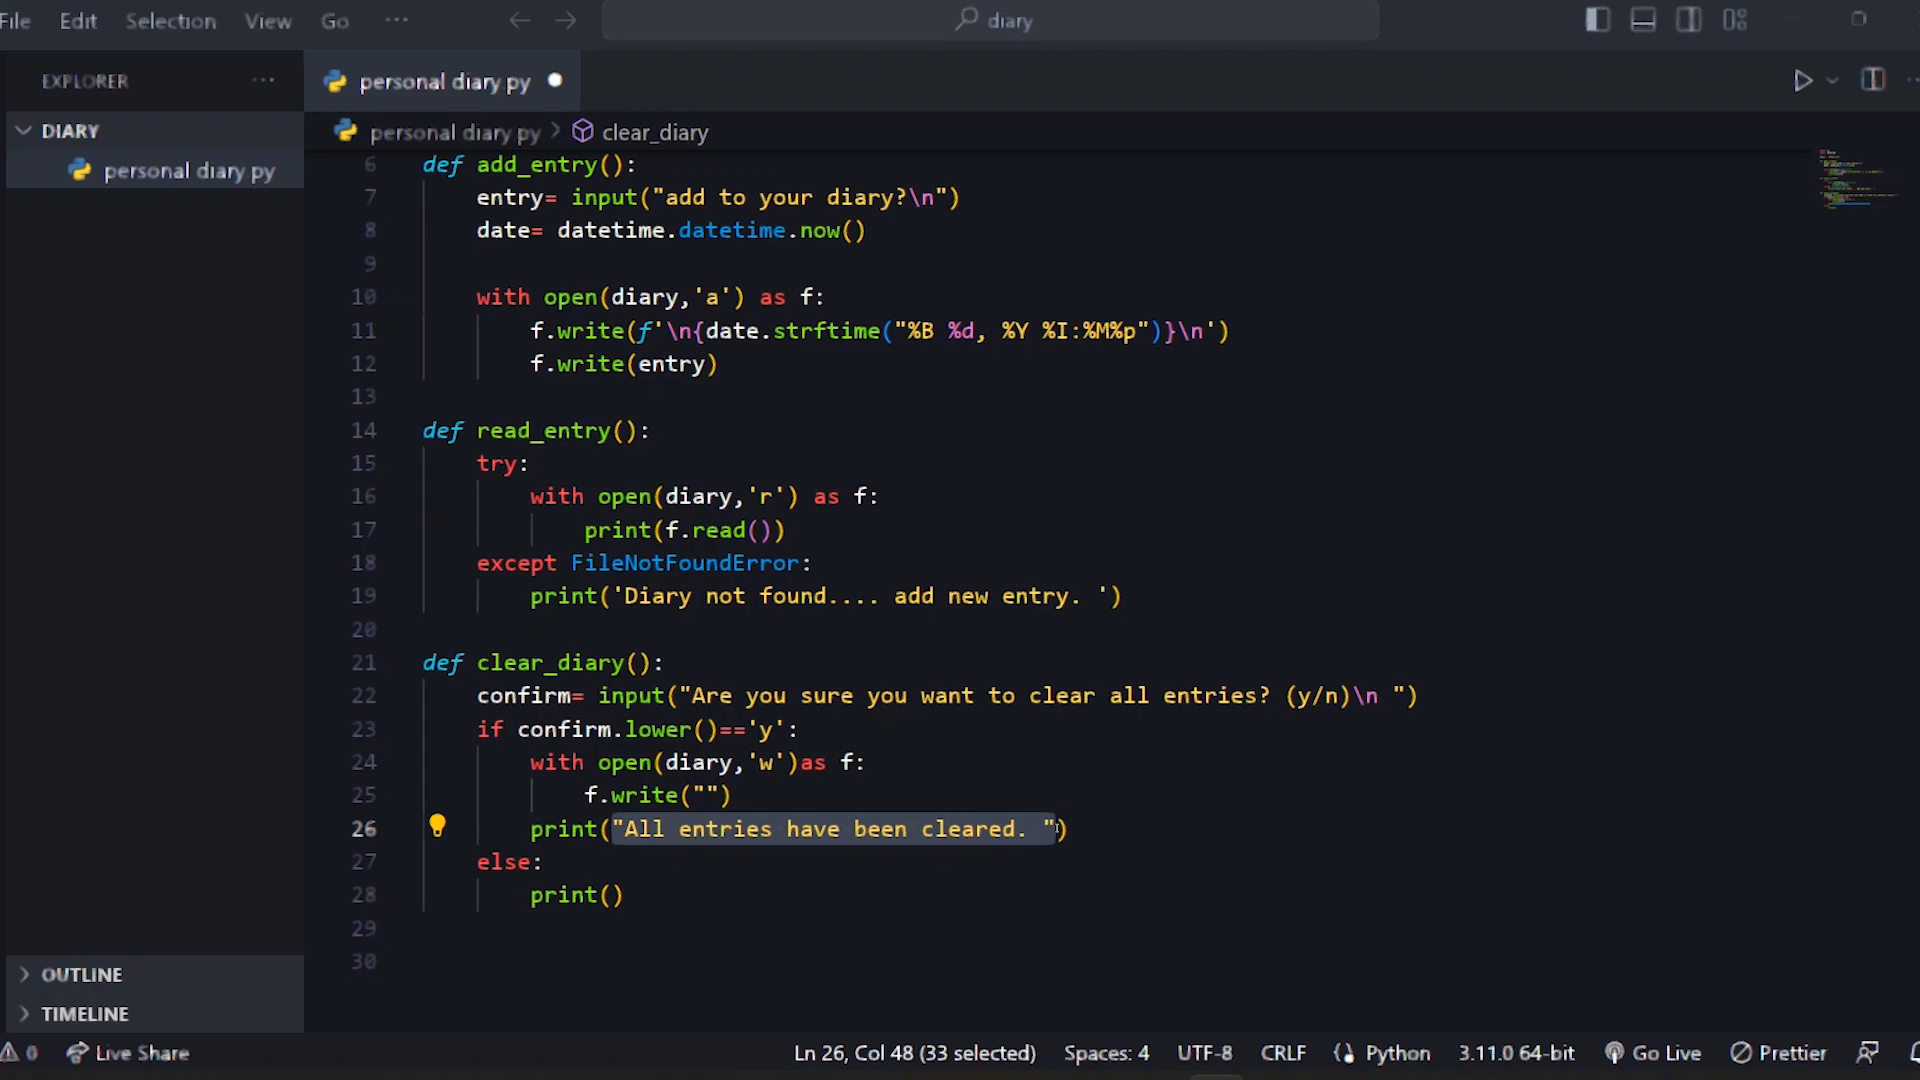 File Edit Selection View Go ··· diary
EXPLORER ···
personal diary.py
DIARY
personal diary.py > clear_diary
personal diary.py
6 def add_entry():
7 entry= input("add to your diary?\n")
8 date= datetime.datetime.now()
9
10 with open(diary,'a') as f:
11 f.write(f'\n{date.strftime("%B %d, %Y %I:%M%p")}\n')
12 f.write(entry)
13
14 def read_entry():
15 try:
16 with open(diary,'r') as f:
17 print(f.read())
18 except FileNotFoundError:
19 print('Diary not found.... add new entry. ')
20
21 def clear_diary():
22 confirm= input("Are you sure you want to clear all entries? (y/n)\n ")
23 if confirm.lower()=='y':
24 with open(diary,'w')as f:
25 f.write("")
26 print("All entries have been cleared. ")
27 else:
28 print()
29
30
OUTLINE
TIMELINE
0 Live Share Ln 26, Col 48 (33 selected) Spaces: 4 UTF-8 CRLF Python 3.11.0 64-bit Go Live Prettier